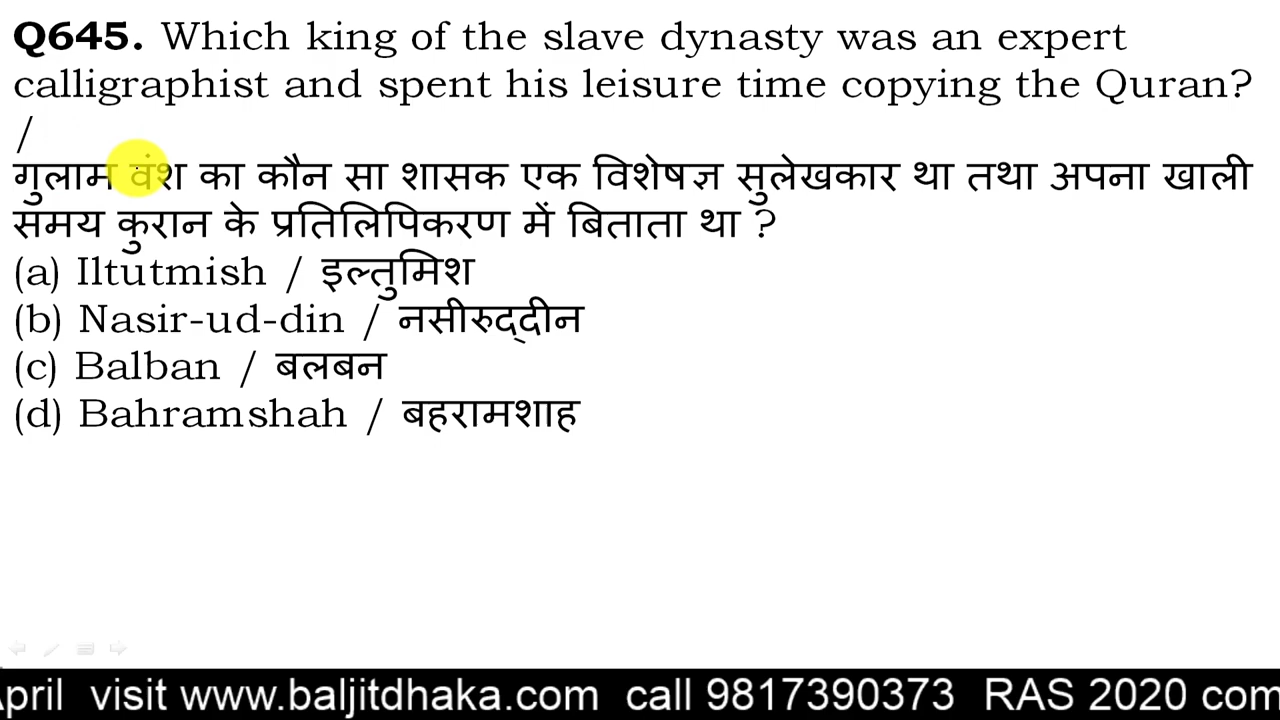 Q645. Which king of the slave dynasty was an expert
calligraphist and spent his leisure time copying the Quran?
/
गुलाम वंश का कौन सा शासक एक विशेषज्ञ सुलेखकार था तथा अपना खाली
समय कुरान के प्रतिलिपिकरण में बिताता था ?
(a) Iltutmish / इल्तुमिश
(b) Nasir-ud-din / नसीरुद्दीन
(c) Balban / बलबन
(d) Bahramshah / बहरामशाह
pril visit www.baljitdhaka.com call 9817390373 RAS 2020 com